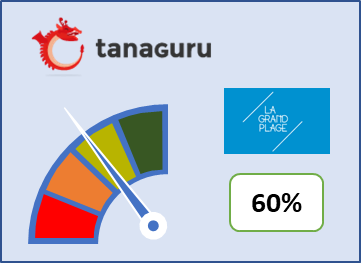 tanaguru
LA
GRAND
PLAGE
60%